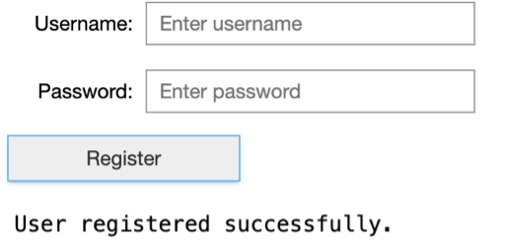 Username: Enter username
Password: Enter password
Register
User registered successfully.